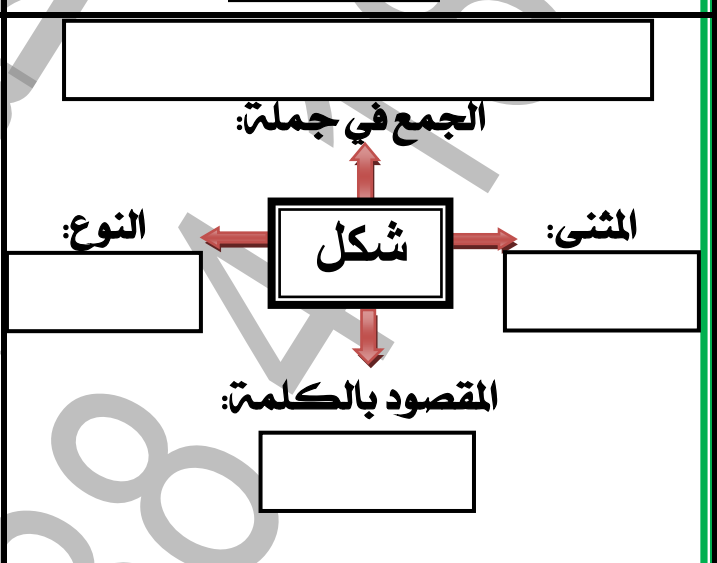 الجمع في جملة:
المثنى:
شكل
النوع:
المقصود بالكلمة: